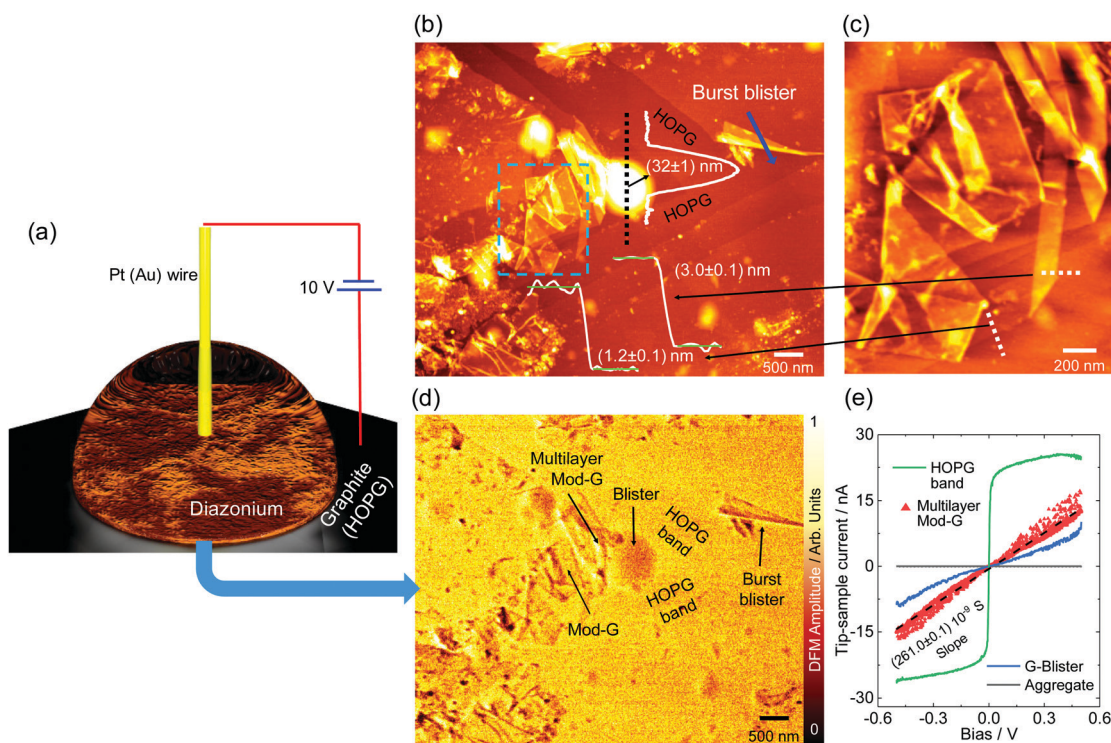 (a)
Pt (Au) wire
10 V
Diazonium
Graphite
(HOPG)
(b)
Burst blister
HOPG
(32±1) nm
HOPG
(3.0±0.1) nm
(1.2±0.1) nm
500 nm
(c)
200 nm
(d)
Multilayer
Mod-G
Blister
HOPG
band
HOPG
band
Mod-G
Burst
blister
500 nm
1
DFM Amplitude / Arb. Units
0
(e)
30
15
0
-15
-30
Tip-sample current / nA
HOPG
band
Multilayer
Mod-G
(261.0±0.1) 10⁻⁹ S
Slope
G-Blister
Aggregate
-0.6
-0.3
0.0
0.3
0.6
Bias / V